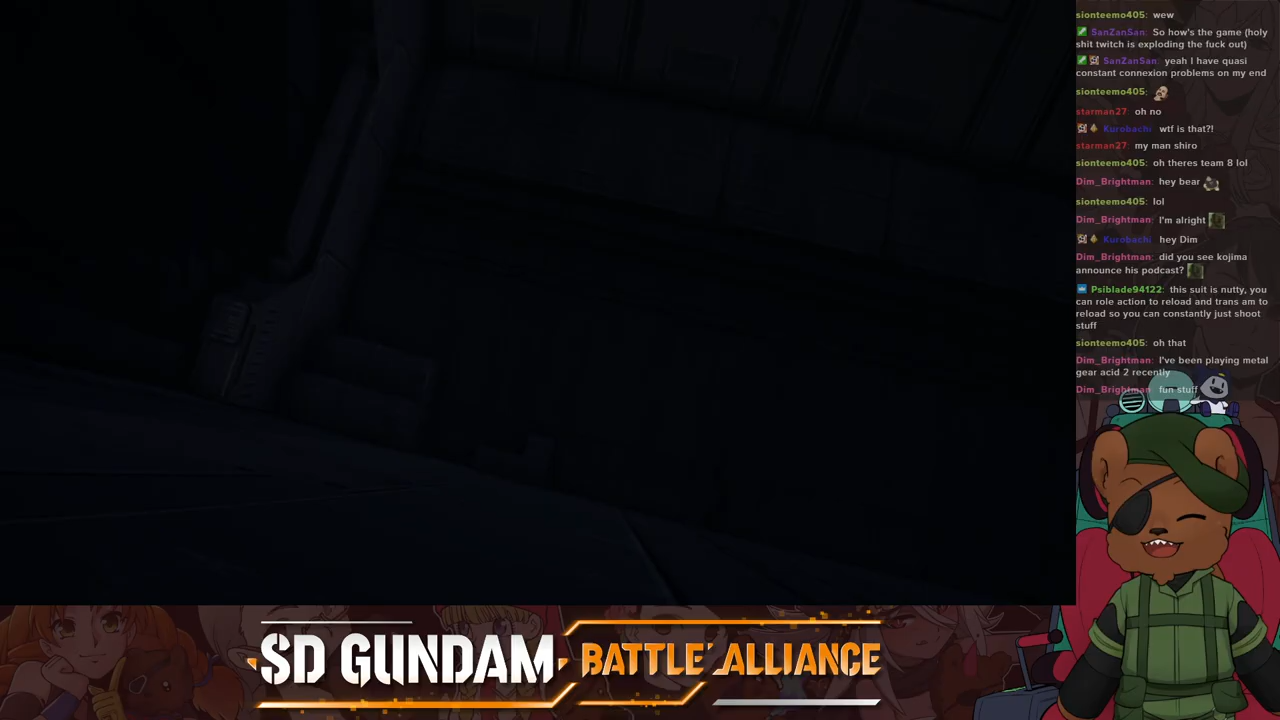 sionteemo405: wew
SanZanSan: So how's the game (holy
shit twitch is exploding the fuck out)
SanZanSan: yeah I have quasi
constant connexion problems on my end
sionteemo405:
starman27: oh no
Kurobachi: wtf is that?!
starman27: my man shiro
sionteemo405: oh theres team 8 lol
Dim_Brightman: hey bear
sionteemo405: lol
Dim_Brightman: I'm alright
Kurobachi: hey Dim
Dim_Brightman: did you see kojima
announce his podcast?
Psiblade94122: this suit is nutty, you
can role action to reload and trans am to
reload so you can constantly just shoot
stuff
sionteemo405: oh that
Dim_Brightman: I've been playing metal
gear acid 2 recently
Dim_Brightman: fun stuff
SD GUNDAM BATTLE ALLIANCE